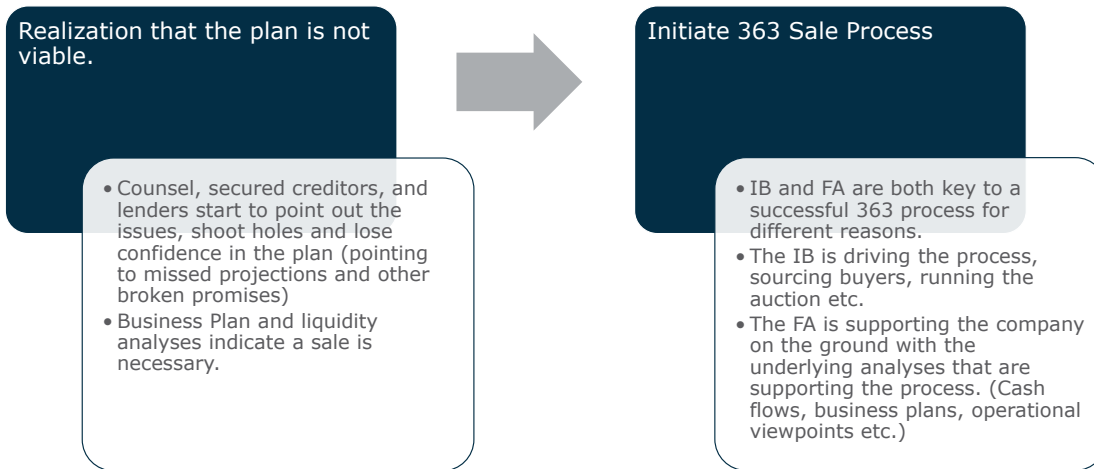 Realization that the plan is not
viable.
• Counsel, secured creditors, and
lenders start to point out the
issues, shoot holes and lose
confidence in the plan (pointing
to missed projections and other
broken promises)
• Business Plan and liquidity
analyses indicate a sale is
necessary.
Initiate 363 Sale Process
• IB and FA are both key to a
successful 363 process for
different reasons.
• The IB is driving the process,
sourcing buyers, running the
auction etc.
• The FA is supporting the company
on the ground with the
underlying analyses that are
supporting the process. (Cash
flows, business plans, operational
viewpoints etc.)